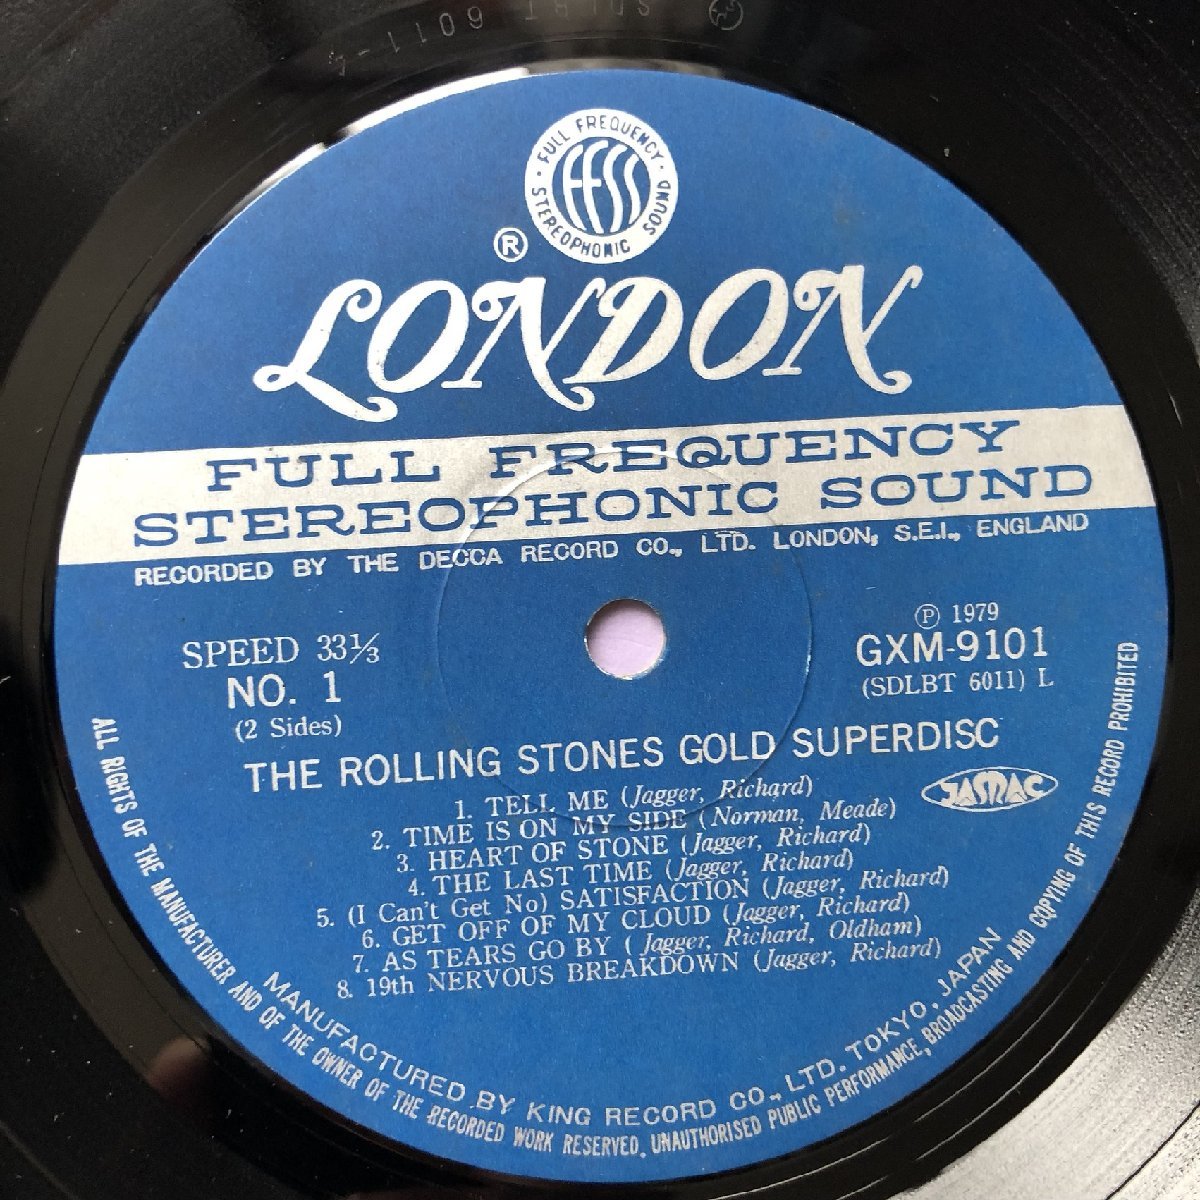 FULL FREQUENCY
STEREOPHONIC SOUND
FFSS
®
LONDON
FULL FREQUENCY
STEREOPHONIC SOUND
RECORDED BY THE DECCA RECORD CO., LTD. LONDON, S.E.I., ENGLAND
SPEED 33⅓
NO. 1
(2 Sides)
Ⓟ 1979
GXM-9101
(SDLBT 6011) L
THE ROLLING STONES GOLD SUPERDISC
JASRAC
1. TELL ME (Jagger, Richard)
2. TIME IS ON MY SIDE (Norman, Meade)
3. HEART OF STONE (Jagger, Richard)
4. THE LAST TIME (Jagger, Richard)
5. (I Can't Get No) SATISFACTION (Jagger, Richard)
6. GET OFF OF MY CLOUD (Jagger, Richard)
7. AS TEARS GO BY ( Jagger, Richard, Oldham)
8. 19th NERVOUS BREAKDOWN (Jagger, Richard)
MANUFACTURED BY KING RECORD CO., LTD. TOKYO, JAPAN
ALL RIGHTS OF THE MANUFACTURER AND OF THE OWNER OF THE RECORDED WORK RESERVED. UNAUTHORISED PUBLIC PERFORMANCE, BROADCASTING AND COPYING OF THIS RECORD PROHIBITED